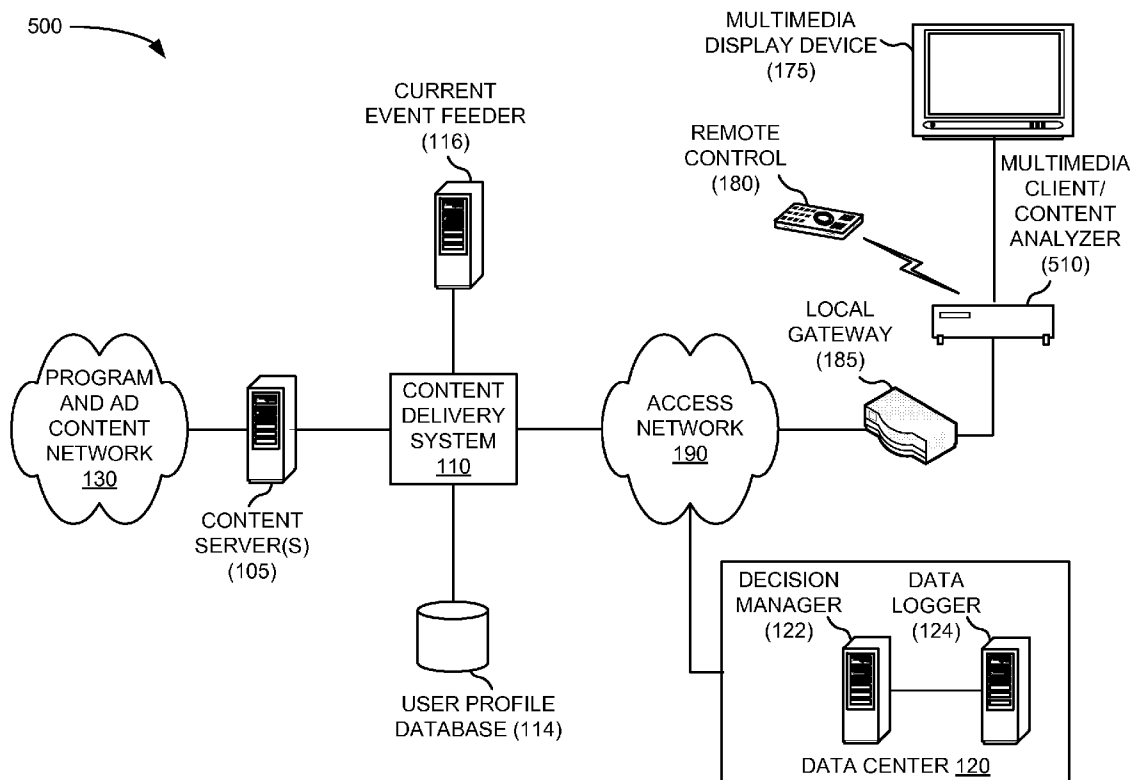 500
MULTIMEDIA
DISPLAY DEVICE
(175)
CURRENT
EVENT FEEDER
(116)
REMOTE
CONTROL
(180)
MULTIMEDIA
CLIENT/
CONTENT
ANALYZER
(510)
LOCAL
GATEWAY
(185)
PROGRAM
AND AD
CONTENT
NETWORK
130
CONTENT
SERVER(S)
(105)
CONTENT
DELIVERY
SYSTEM
110
ACCESS
NETWORK
190
USER PROFILE
DATABASE (114)
DECISION
MANAGER
(122)
DATA
LOGGER
(124)
DATA CENTER 120